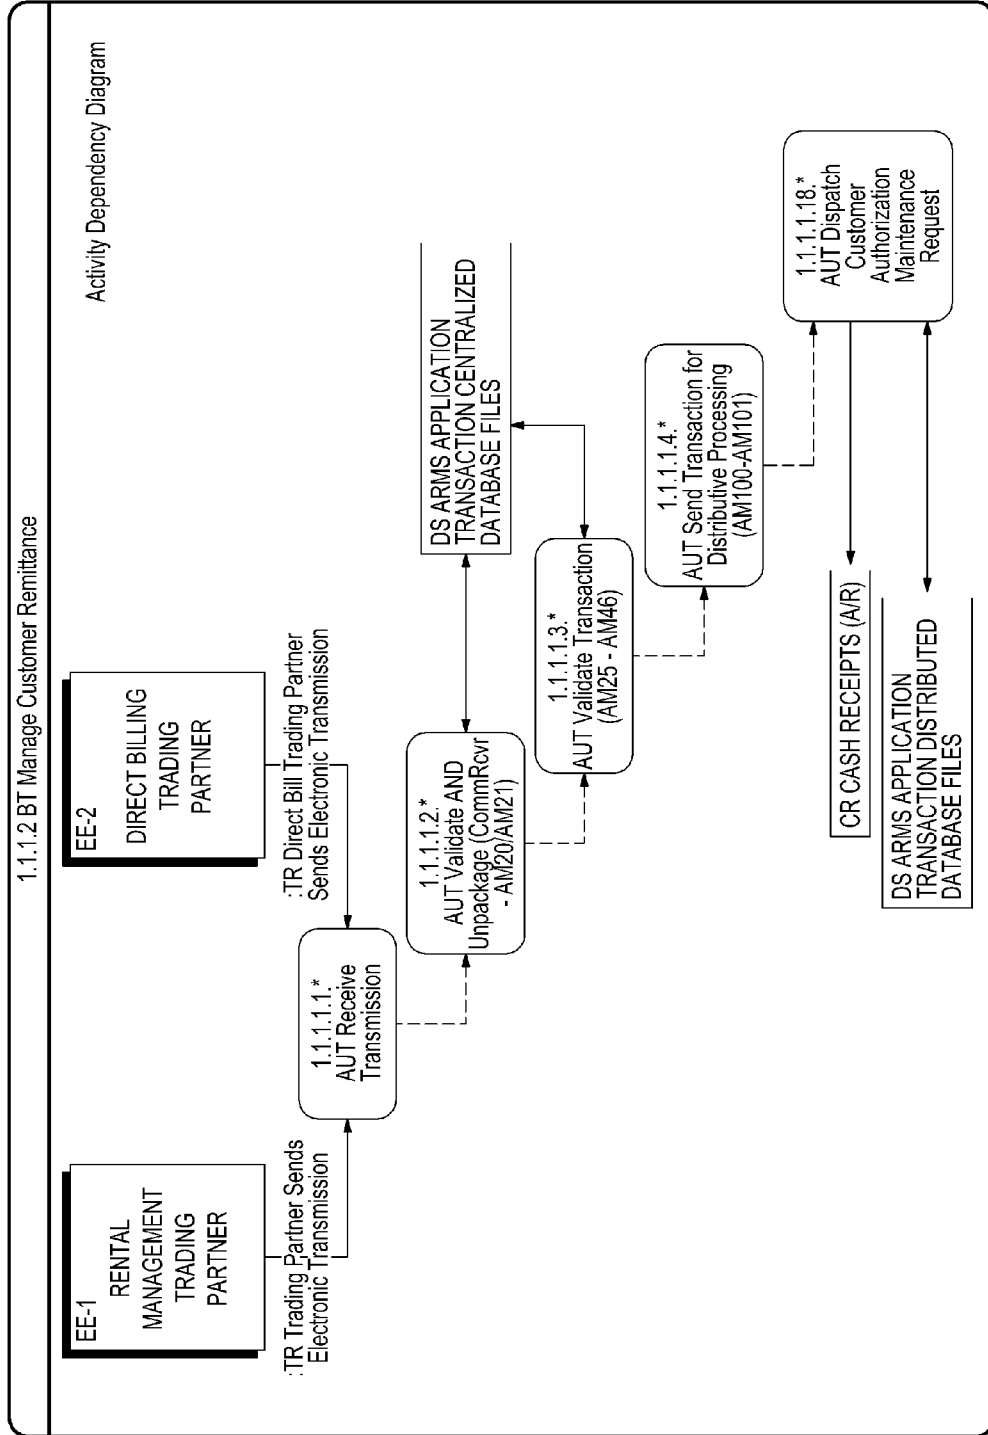 1.1.1.2 BT Manage Customer Remittance
Activity Dependency Diagram
EE-1
RENTAL
MANAGEMENT
TRADING
PARTNER
EE-2
DIRECT BILLING
TRADING
PARTNER
:TR Trading Partner Sends
Electronic Transmission
:TR Direct Bill Trading Partner
Sends Electronic Transmission
1.1.1.1.1.*
AUT Receive
Transmission
1.1.1.1.2.*
AUT Validate AND
Unpackage (CommRcvr
- AM20/AM21)
DS ARMS APPLICATION
TRANSACTION CENTRALIZED
DATABASE FILES
1.1.1.1.3.*
AUT Validate Transaction
(AM25 - AM46)
1.1.1.1.4.*
AUT Send Transaction for
Distributive Processing
(AM100-AM101)
1.1.1.1.18.*
AUT Dispatch
Customer
Authorization
Maintenance
Request
CR CASH RECEIPTS (A/R)
DS ARMS APPLICATION
TRANSACTION DISTRIBUTED
DATABASE FILES